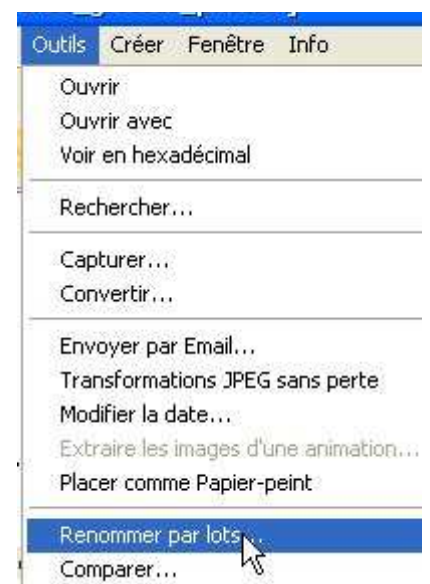 Outils Créer Fenêtre Info
Ouvrir
Ouvrir avec
Voir en hexadécimal
Rechercher...
Capturer...
Convertir...
Envoyer par Email...
Transformations JPEG sans perte
Modifier la date...
Extraire les images d'une animation...
Placer comme Papier-peint
Renommer par lots...
Comparer...